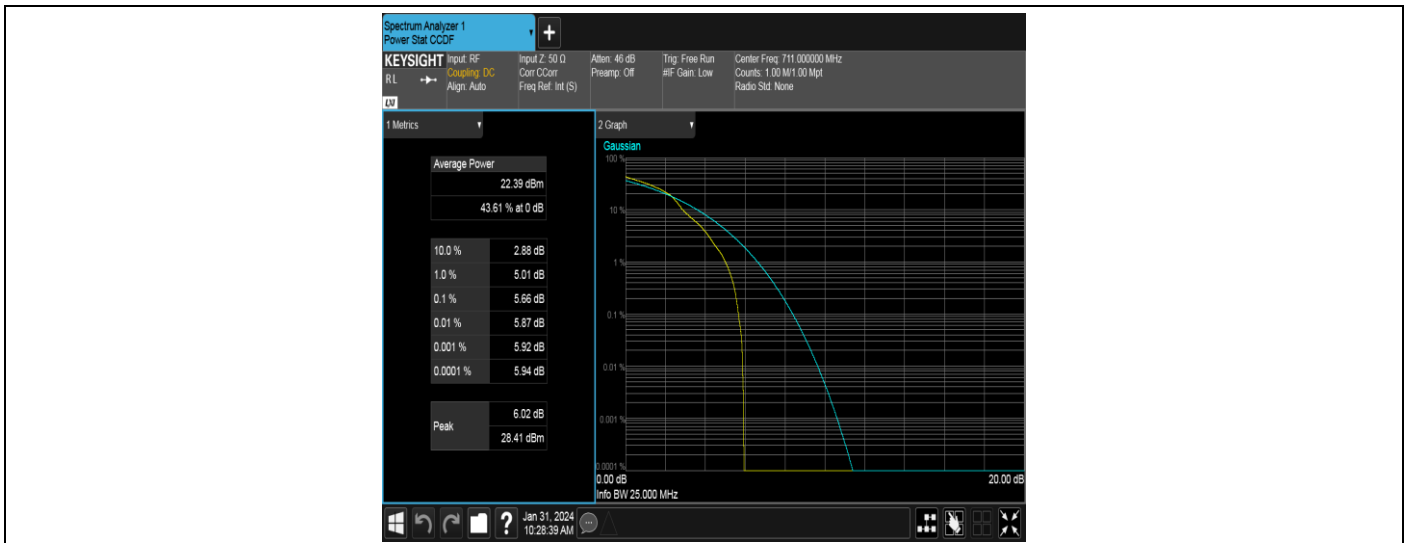 Spectrum Analyzer 1
Power Stat CCDF
+
KEYSIGHT
RL
LXI
Input: RF
Coupling: DC
Align: Auto
Input Z: 50 Ω
Corr CCorr
Freq Ref: Int (S)
Atten: 46 dB
Preamp: Off
Trig: Free Run
#IF Gain: Low
Center Freq: 711.000000 MHz
Counts: 1.00 M/1.00 Mpt
Radio Std: None
1 Metrics
Average Power
22.39 dBm
43.61 % at 0 dB
10.0 % 2.88 dB
1.0 % 5.01 dB
0.1 % 5.66 dB
0.01 % 5.87 dB
0.001 % 5.92 dB
0.0001 % 5.94 dB
Peak
6.02 dB
28.41 dBm
2 Graph
Gaussian
100 %
10 %
1 %
0.1 %
0.01 %
0.001 %
0.0001 %
0.00 dB 20.00 dB
Info BW 25.000 MHz
?
Jan 31, 2024
10:28:39 AM